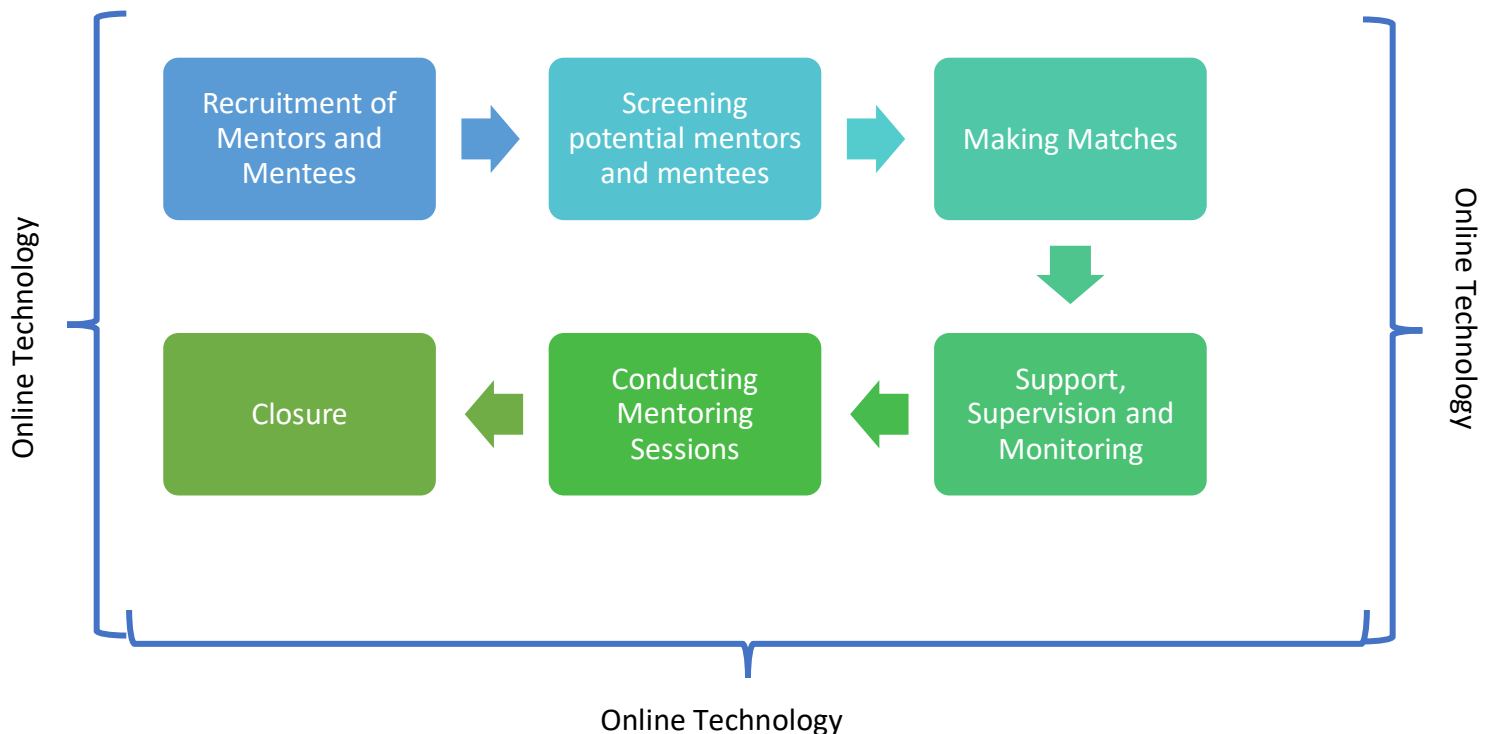 Recruitment of
Mentors and
Mentees
Screening
potential mentors
and mentees
Making Matches
Online Technology
Online Technology
Closure
Conducting
Mentoring
Sessions
Support,
Supervision and
Monitoring
Online Technology